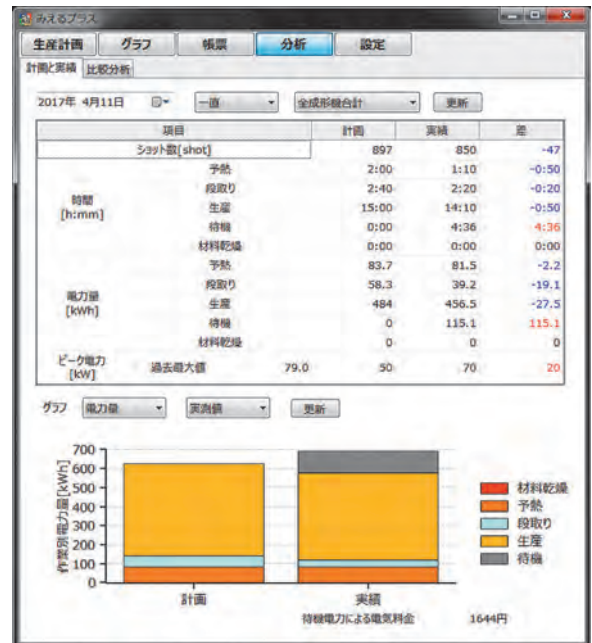 みえるプラス
生産計画 グラフ 帳票 分析 設定
計画と実績 比較分析
2017年 4月11日 一直 全成形機合計 更新
項目 計画 実績 差
ショット数[shot] 897 850 -47
時間
[h:mm]
予熱 2:00 1:10 -0:50
段取り 2:40 2:20 -0:20
生産 15:00 14:10 -0:50
待機 0:00 4:36 4:36
材料乾燥 0:00 0:00 0:00
電力量
[kWh]
予熱 83.7 81.5 -2.2
段取り 58.3 39.2 -19.1
生産 484 456.5 -27.5
待機 0 115.1 115.1
材料乾燥 0 0 0
ピーク電力
[kW]
過去最大値 79.0 50 70 20
グラフ 電力量 実測値 更新
作業別電力量[kWh]
700
600
500
400
300
200
100
0
計画 実績
材料乾燥
予熱
段取り
生産
待機
待機電力による電気料金 1644円